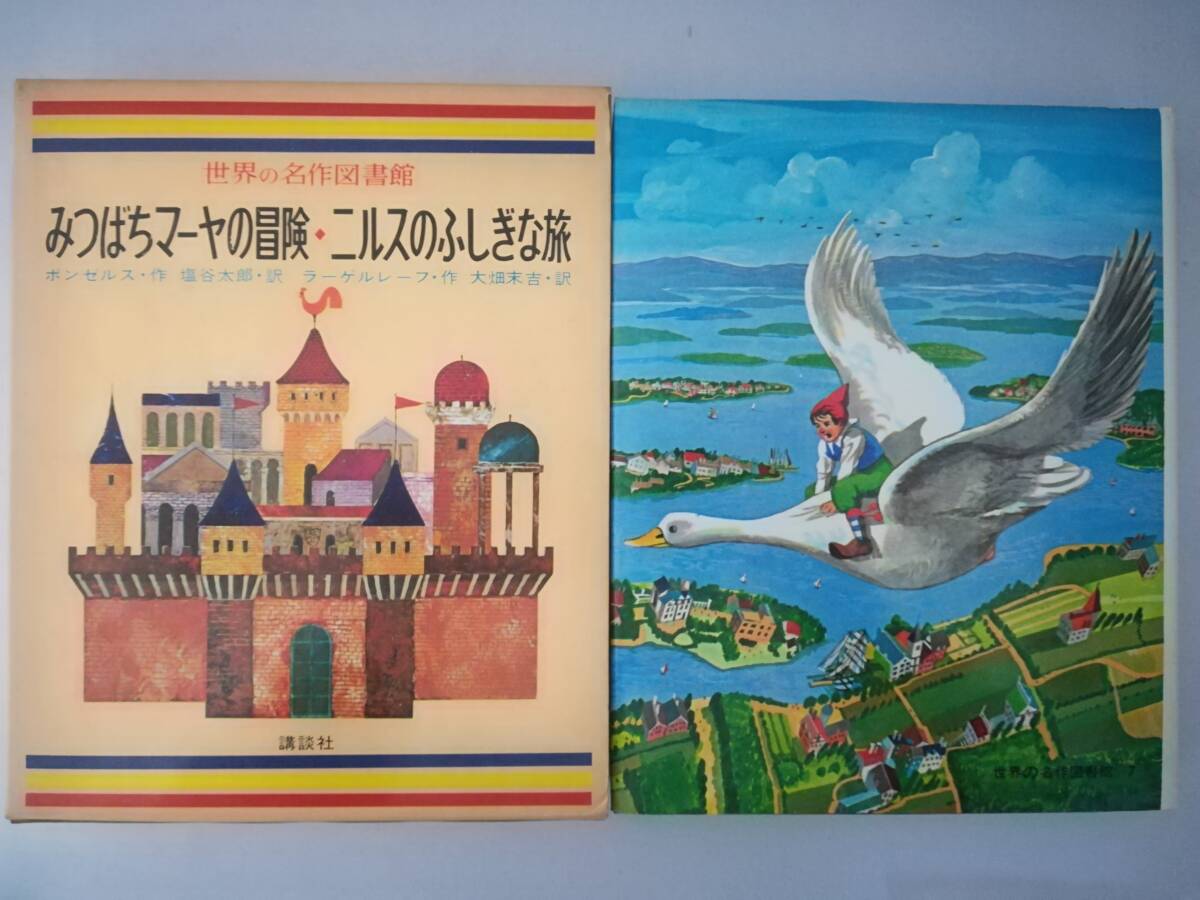 世界の名作図書館
みつばちマーヤの冒険・ニルスのふしぎな旅
ボンゼルス・作 塩谷太郎・訳 ラーゲルレーフ・作 大畑末吉・訳
講談社
世界の名作図書館 7